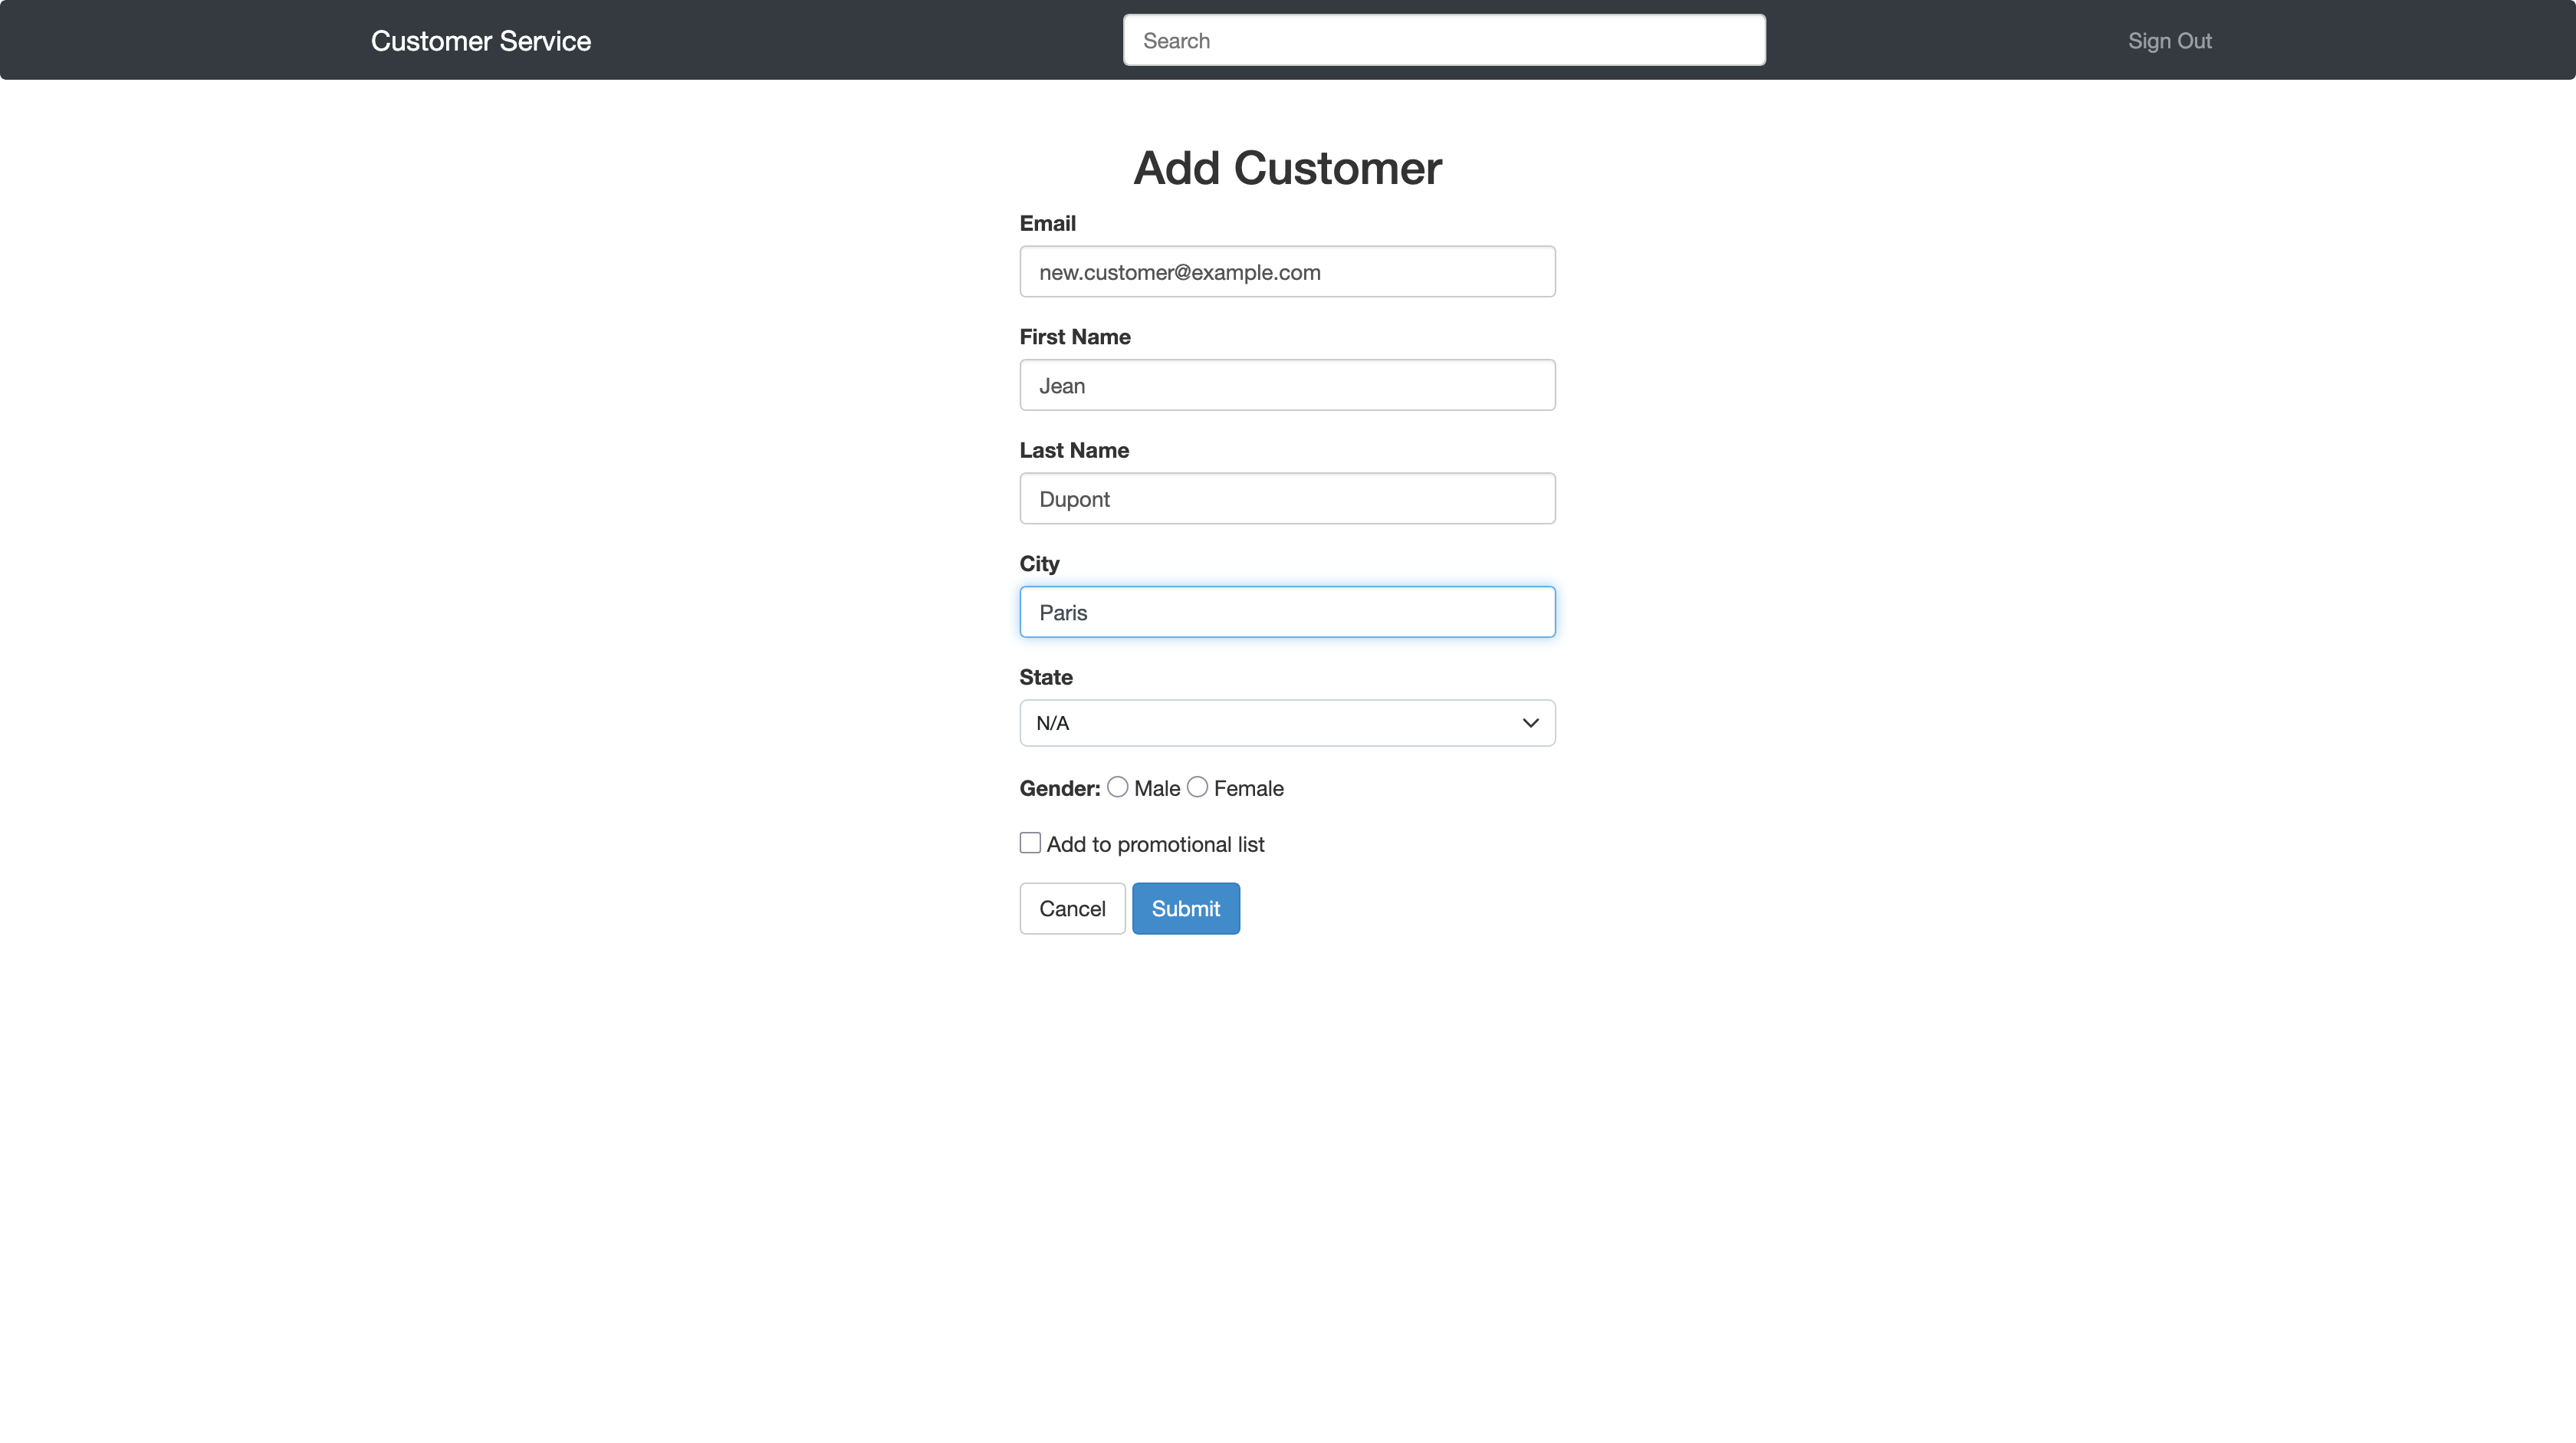 Customer Service
Search
Sign Out
Add Customer
Email
new.customer@example.com
First Name
Jean
Last Name
Dupont
City
Paris
State
N/A
Gender: Male Female
Add to promotional list
Cancel Submit